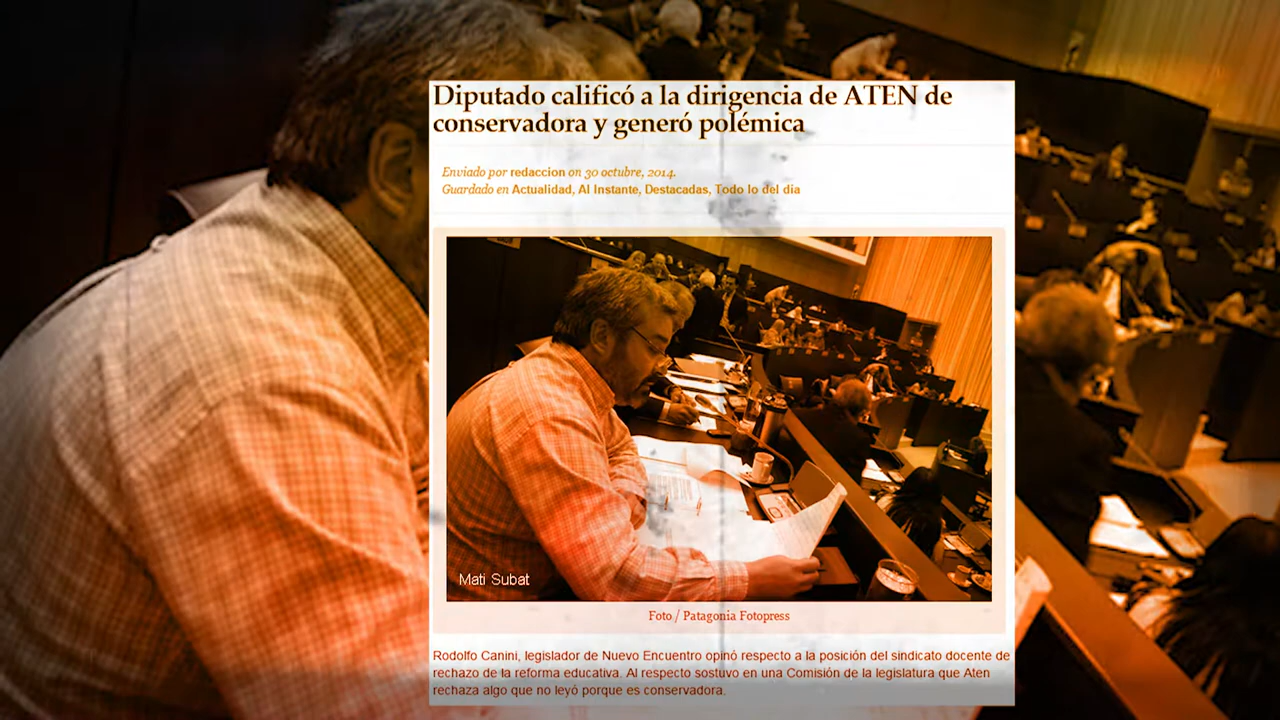 Diputado calificó a la dirigencia de ATEN de
conservadora y generó polémica
Enviado por redaccion on 30 octubre, 2014.
Guardado en Actualidad, Al Instante, Destacadas, Todo lo del día
Mati Subat
Foto / Patagonia Fotopress
Rodolfo Canini, legislador de Nuevo Encuentro opinó respecto a la posición del sindicato docente de
rechazo de la reforma educativa. Al respecto sostuvo en una Comisión de la legislatura que Aten
rechaza algo que no leyó porque es conservadora.